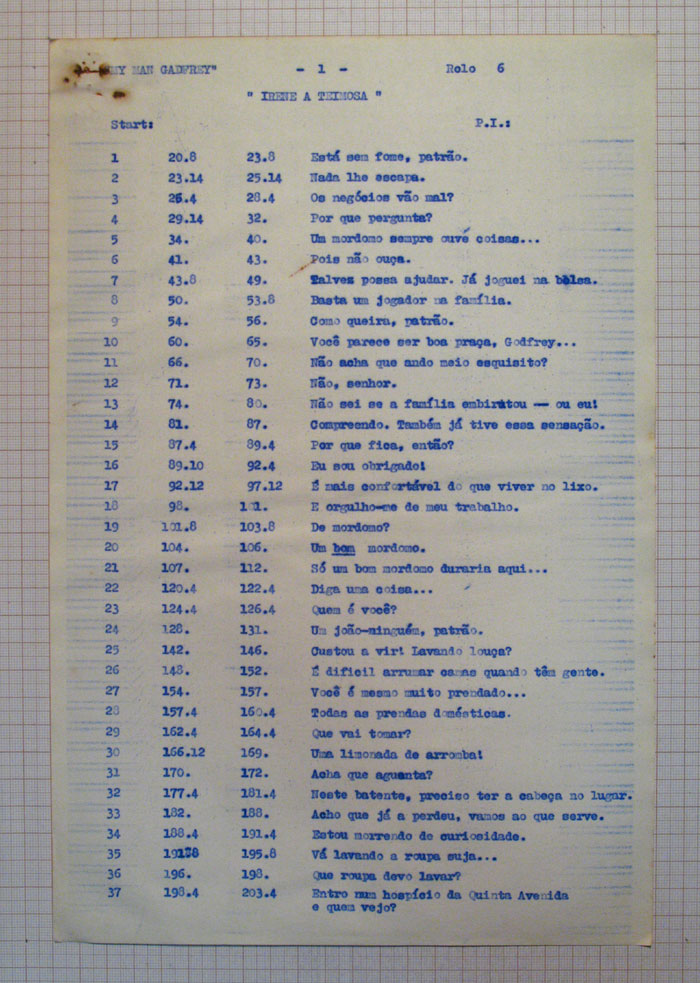 "MY MAN GADFREY" - 1 - Rolo 6
" IRENE A TEIMOSA "
Start: P.I.:
1 20.8 23.8 Está sem fome, patrão.
2 23.14 25.14 Nada lhe escapa.
3 26.4 28.4 Os negócios vão mal?
4 29.14 32. Por que pergunta?
5 34. 40. Um mordomo sempre ouve coisas...
6 41. 43. Pois não ouça.
7 43.8 49. Talvez possa ajudar. Já joguei na bolsa.
8 50. 53.8 Basta um jogador na família.
9 54. 56. Como queira, patrão.
10 60. 65. Você parece ser boa praça, Godfrey...
11 66. 70. Não acha que ando meio esquisito?
12 71. 73. Não, senhor.
13 74. 80. Não sei se a família embirutou -- ou eu!
14 81. 87. Compreendo. Também já tive essa sensação.
15 87.4 89.4 Por que fica, então?
16 89.10 92.4 Eu sou obrigado!
17 92.12 97.12 É mais confortável do que viver no lixo.
18 98. 101. E orgulho-me de meu trabalho.
19 101.8 103.8 De mordomo?
20 104. 106. Um bom mordomo.
21 107. 112. Só um bom mordomo duraria aqui...
22 120.4 122.4 Diga uma coisa...
23 124.4 126.4 Quem é você?
24 128. 131. Um joão-ninguém, patrão.
25 142. 146. Custou a vir! Lavando louça?
26 148. 152. É dificil arrumar camas quando têm gente.
27 154. 157. Você é mesmo muito prendado...
28 157.4 160.4 Todas as prendas domésticas.
29 162.4 164.4 Que vai tomar?
30 166.12 169. Uma limonada de arromba!
31 170. 172. Acha que aguenta?
32 177.4 181.4 Neste batente, preciso ter a cabeça no lugar.
33 182. 188. Acho que já a perdeu, vamos ao que serve.
34 188.4 191.4 Estou morrendo de curiosidade.
35 195.8 Vá lavando a roupa suja...
36 196. 198. Que roupa devo lavar?
37 198.4 203.4 Entro num hospício da Quinta Avenida
e quem vejo?